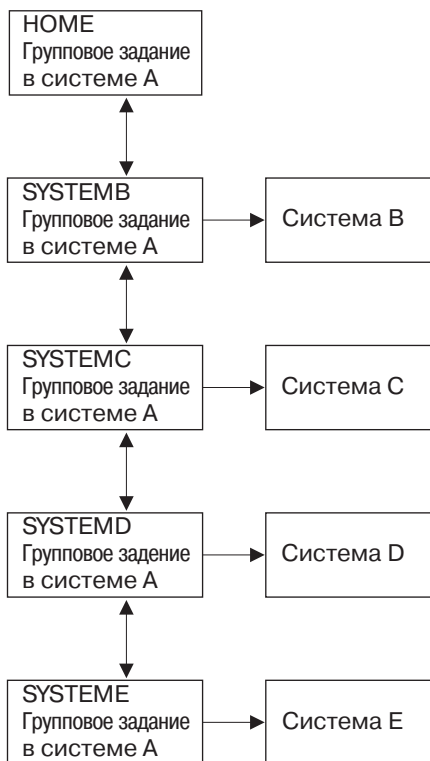 HOME
Групповое задание
в системе А
SYSTEMB
Групповое задание
в системе А
Система B
SYSTEMC
Групповое задание
в системе А
Система C
SYSTEMD
Групповое задение
в системе А
Система D
SYSTEME
Групповое задание
в системе А
Система E